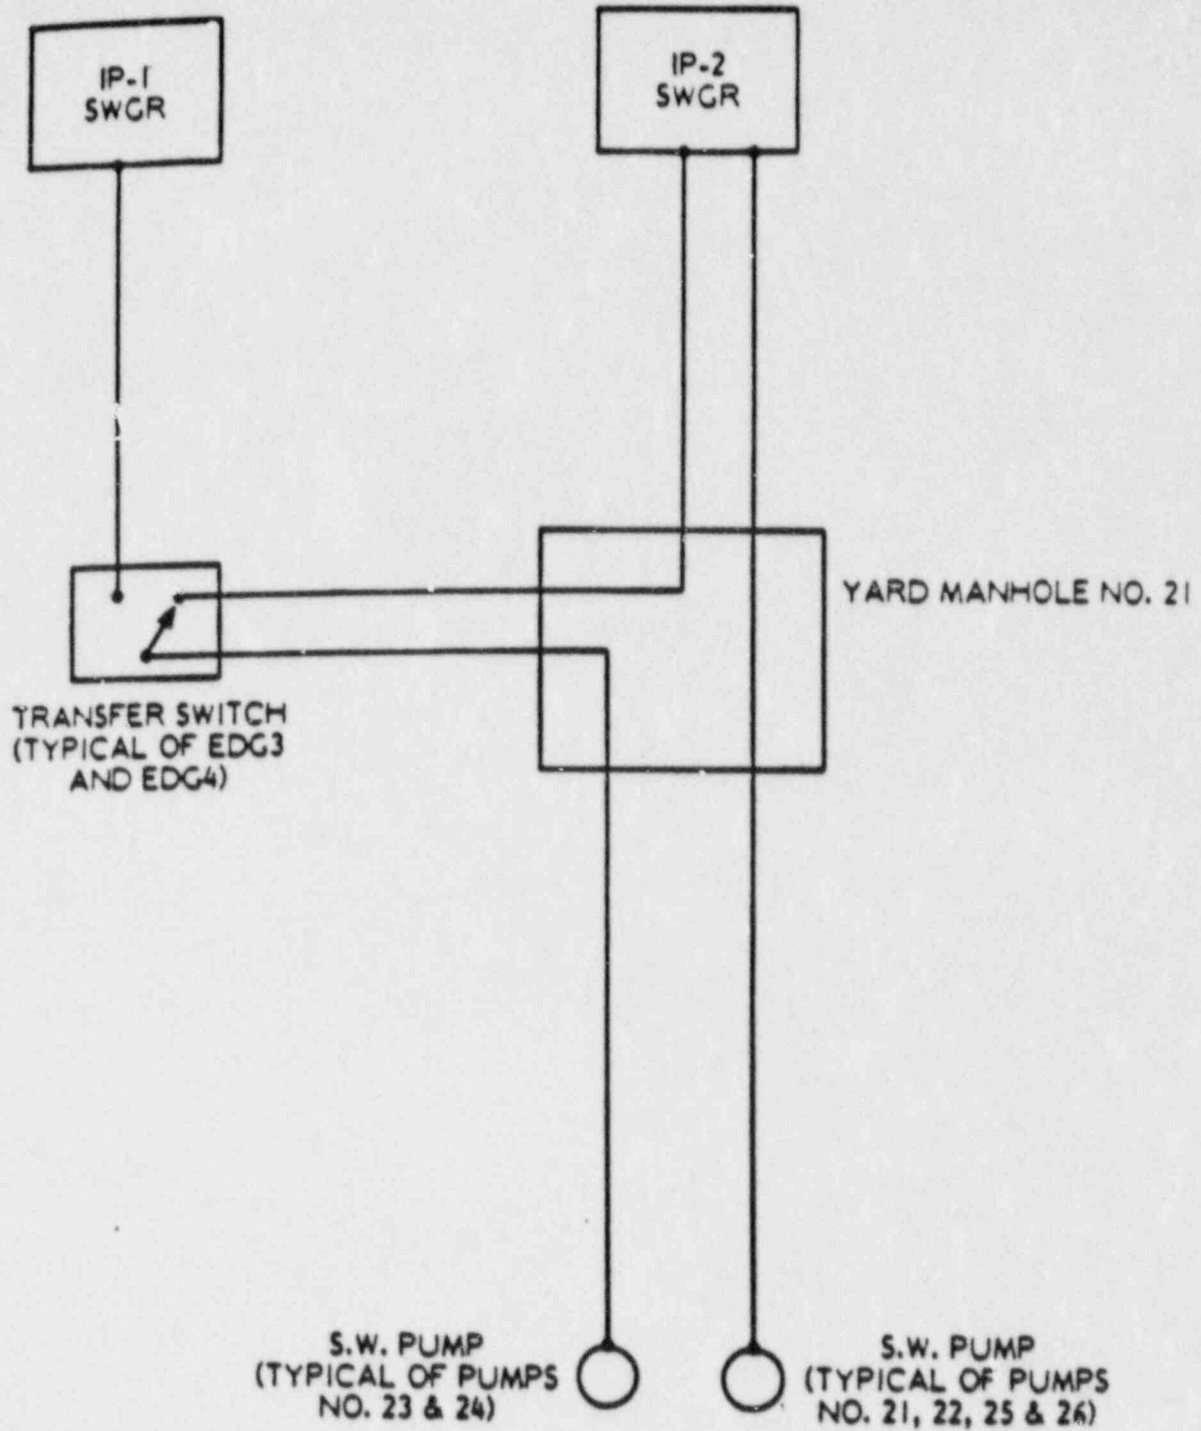 IP-1
SWGR
IP-2
SWGR
YARD MANHOLE NO. 21
TRANSFER SWITCH
(TYPICAL OF EDG3
AND EDG4)
S.W. PUMP
(TYPICAL OF PUMPS
NO. 23 & 24)
S.W. PUMP
(TYPICAL OF PUMPS
NO. 21, 22, 25 & 26)